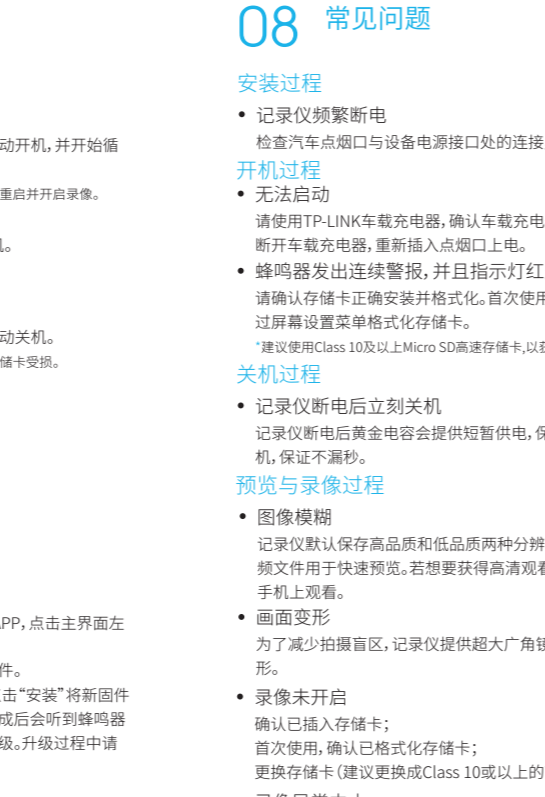 动开机，并开始循
重启并开启录像。
机。
动关机。
储卡受损。
APP，点击主界面左
件。
击“安装”将新固件
成后会听到蜂鸣器
级。升级过程中请
08 常见问题
安装过程
• 记录仪频繁断电
检查汽车点烟口与设备电源接口处的连接
开机过程
• 无法启动
请使用TP-LINK车载充电器，确认车载充电
断开车载充电器，重新插入点烟口上电。
• 蜂鸣器发出连续警报，并且指示灯红
请确认存储卡正确安装并格式化。首次使用
过屏幕设置菜单格式化存储卡。
*建议使用Class 10及以上Micro SD高速存储卡,以获
关机过程
• 记录仪断电后立刻关机
记录仪断电后黄金电容会提供短暂供电，保
机，保证不漏秒。
预览与录像过程
• 图像模糊
记录仪默认保存高品质和低品质两种分辨
频文件用于快速预览。若想要获得高清观看
手机上观看。
• 画面变形
为了减少拍摄盲区，记录仪提供超大广角镜
形。
• 录像未开启
确认已插入存储卡；
首次使用，确认已格式化存储卡；
更换存储卡（建议更换成Class 10或以上的